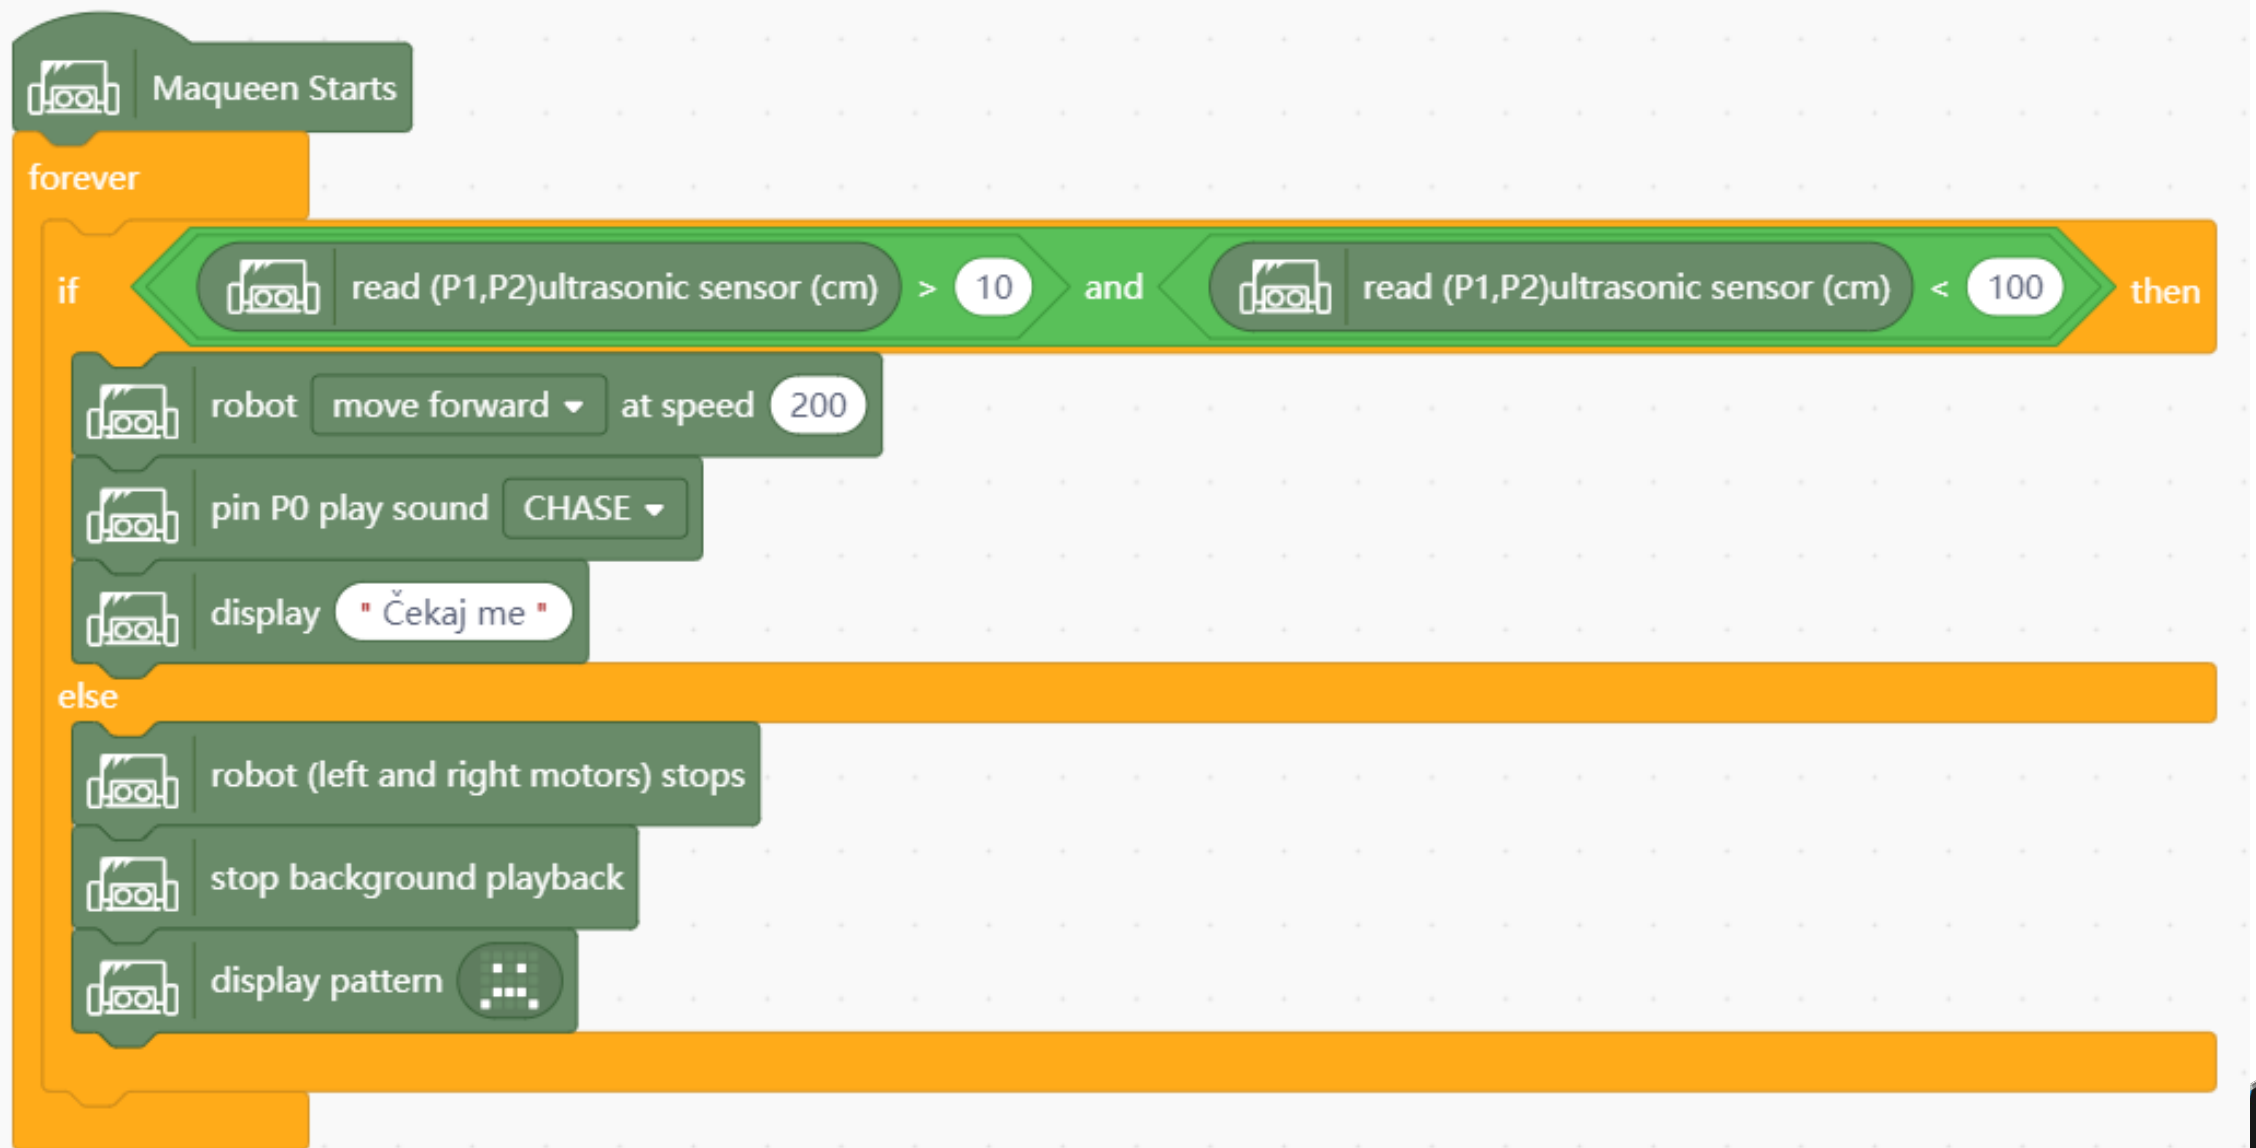 Maqueen Starts
forever
if read (P1,P2)ultrasonic sensor (cm) > 10 and read (P1,P2)ultrasonic sensor (cm) < 100 then
robot move forward at speed 200
pin P0 play sound CHASE
display " Čekaj me "
else
robot (left and right motors) stops
stop background playback
display pattern